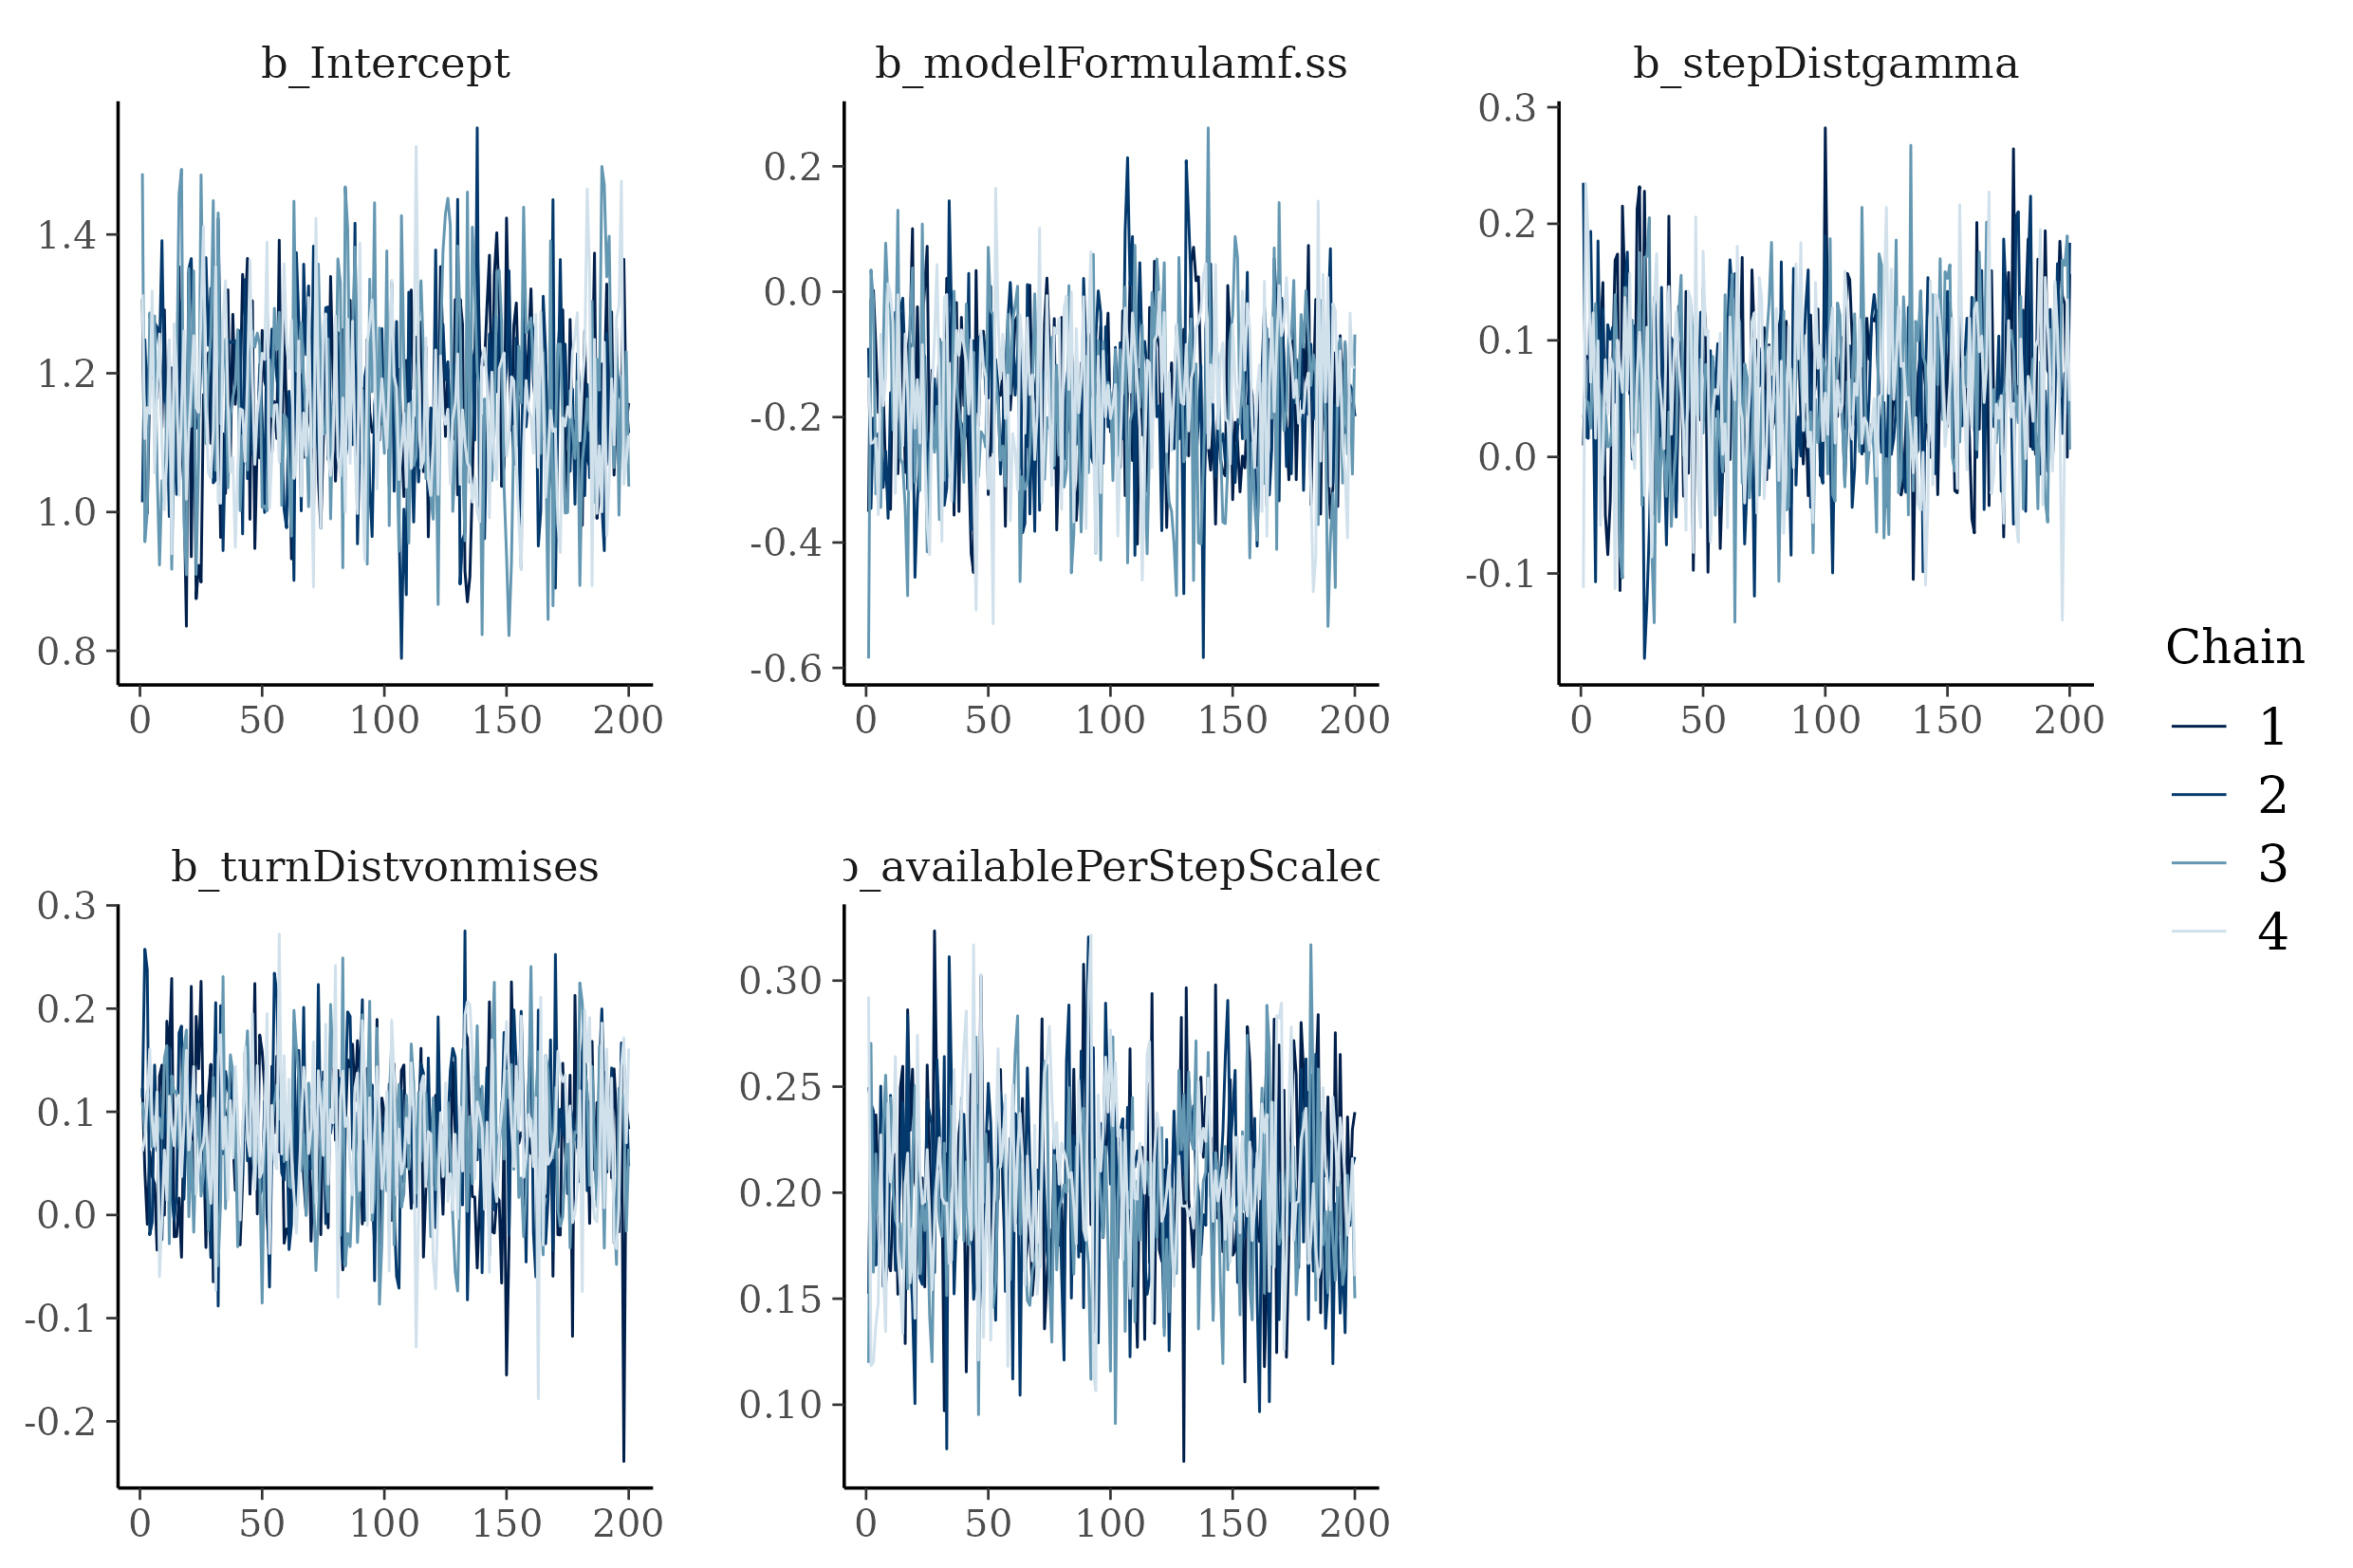 b_Intercept
1.4
1.2
1.0
0.8
0 50 100 150 200
b_modelFormulamf.ss
0.2
0.0
-0.2
-0.4
-0.6
0 50 100 150 200
b_stepDistgamma
0.3
0.2
0.1
0.0
-0.1
0 50 100 150 200
b_turnDistvonmises
0.3
0.2
0.1
0.0
-0.1
-0.2
0 50 100 150 200
b_availablePerStepScaled
0.30
0.25
0.20
0.15
0.10
0 50 100 150 200
Chain
1
2
3
4